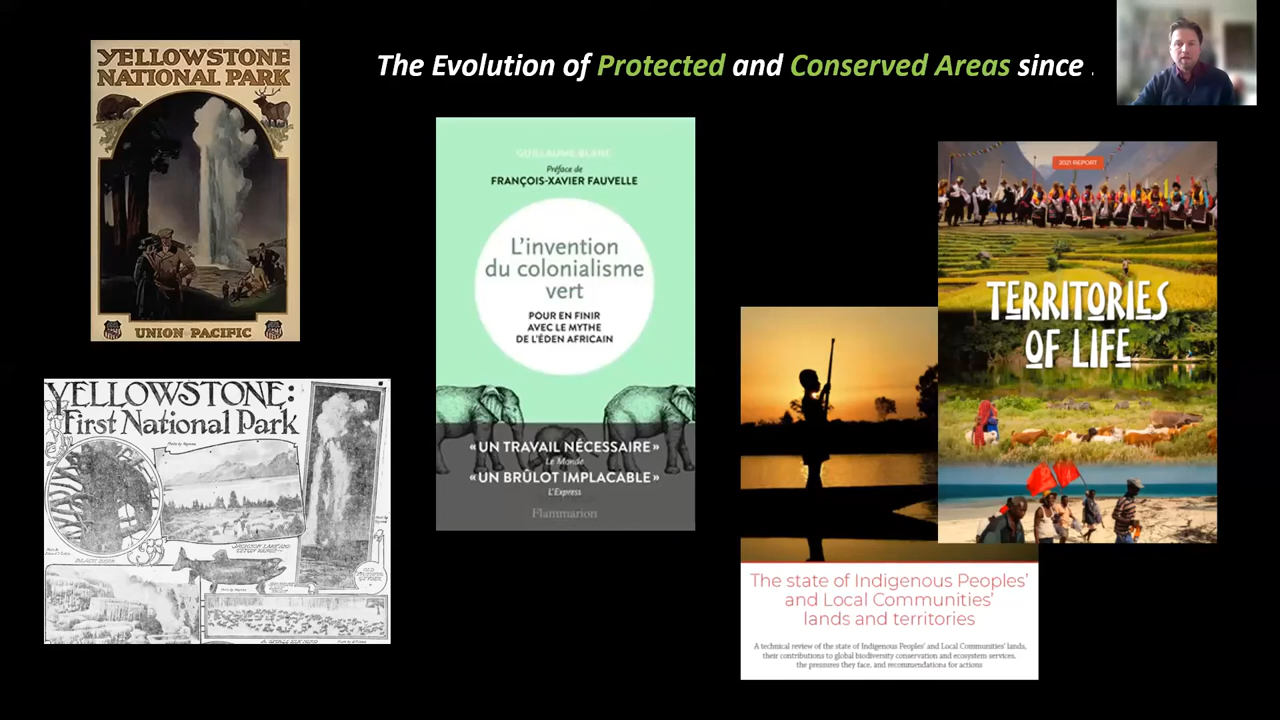 The Evolution of Protected and Conserved Areas since
YELLOWSTONE
NATIONAL PARK
UNION PACIFIC
YELLOWSTONE:
First National Park
GUILLAUME BLANC
Préface de
FRANÇOIS-XAVIER FAUVELLE
L'invention
du colonialisme
vert
POUR EN FINIR
AVEC LE MYTHE
DE L'ÉDEN AFRICAIN
« UN TRAVAIL NÉCESSAIRE »
Le Monde
« UN BRÛLOT IMPLACABLE »
L'Express
Flammarion
The state of Indigenous Peoples'
and Local Communities'
lands and territories
A technical review of the state of Indigenous Peoples' and Local Communities' lands,
their contributions to global biodiversity conservation and ecosystem services,
the pressures they face, and recommendations for actions
2021 REPORT
TERRITORIES
OF LIFE